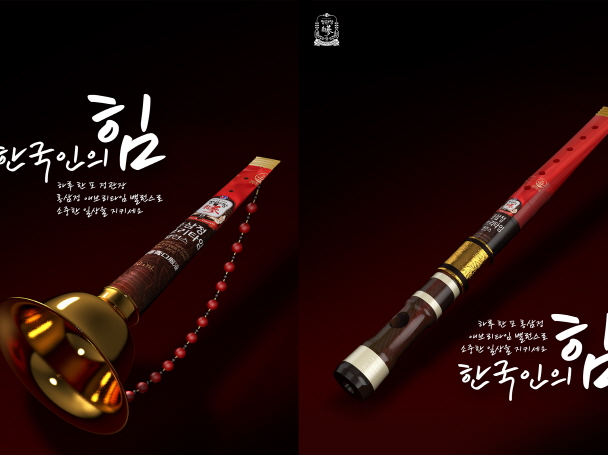 힘
한국인의
하루 한 포 정관장
홍삼정 에브리타임 밸런스로
소중한 일상을 지키세요
하루 한 포 홍삼정
에브리타임 밸런스로
소중한 일상을 지키세요
한국인의